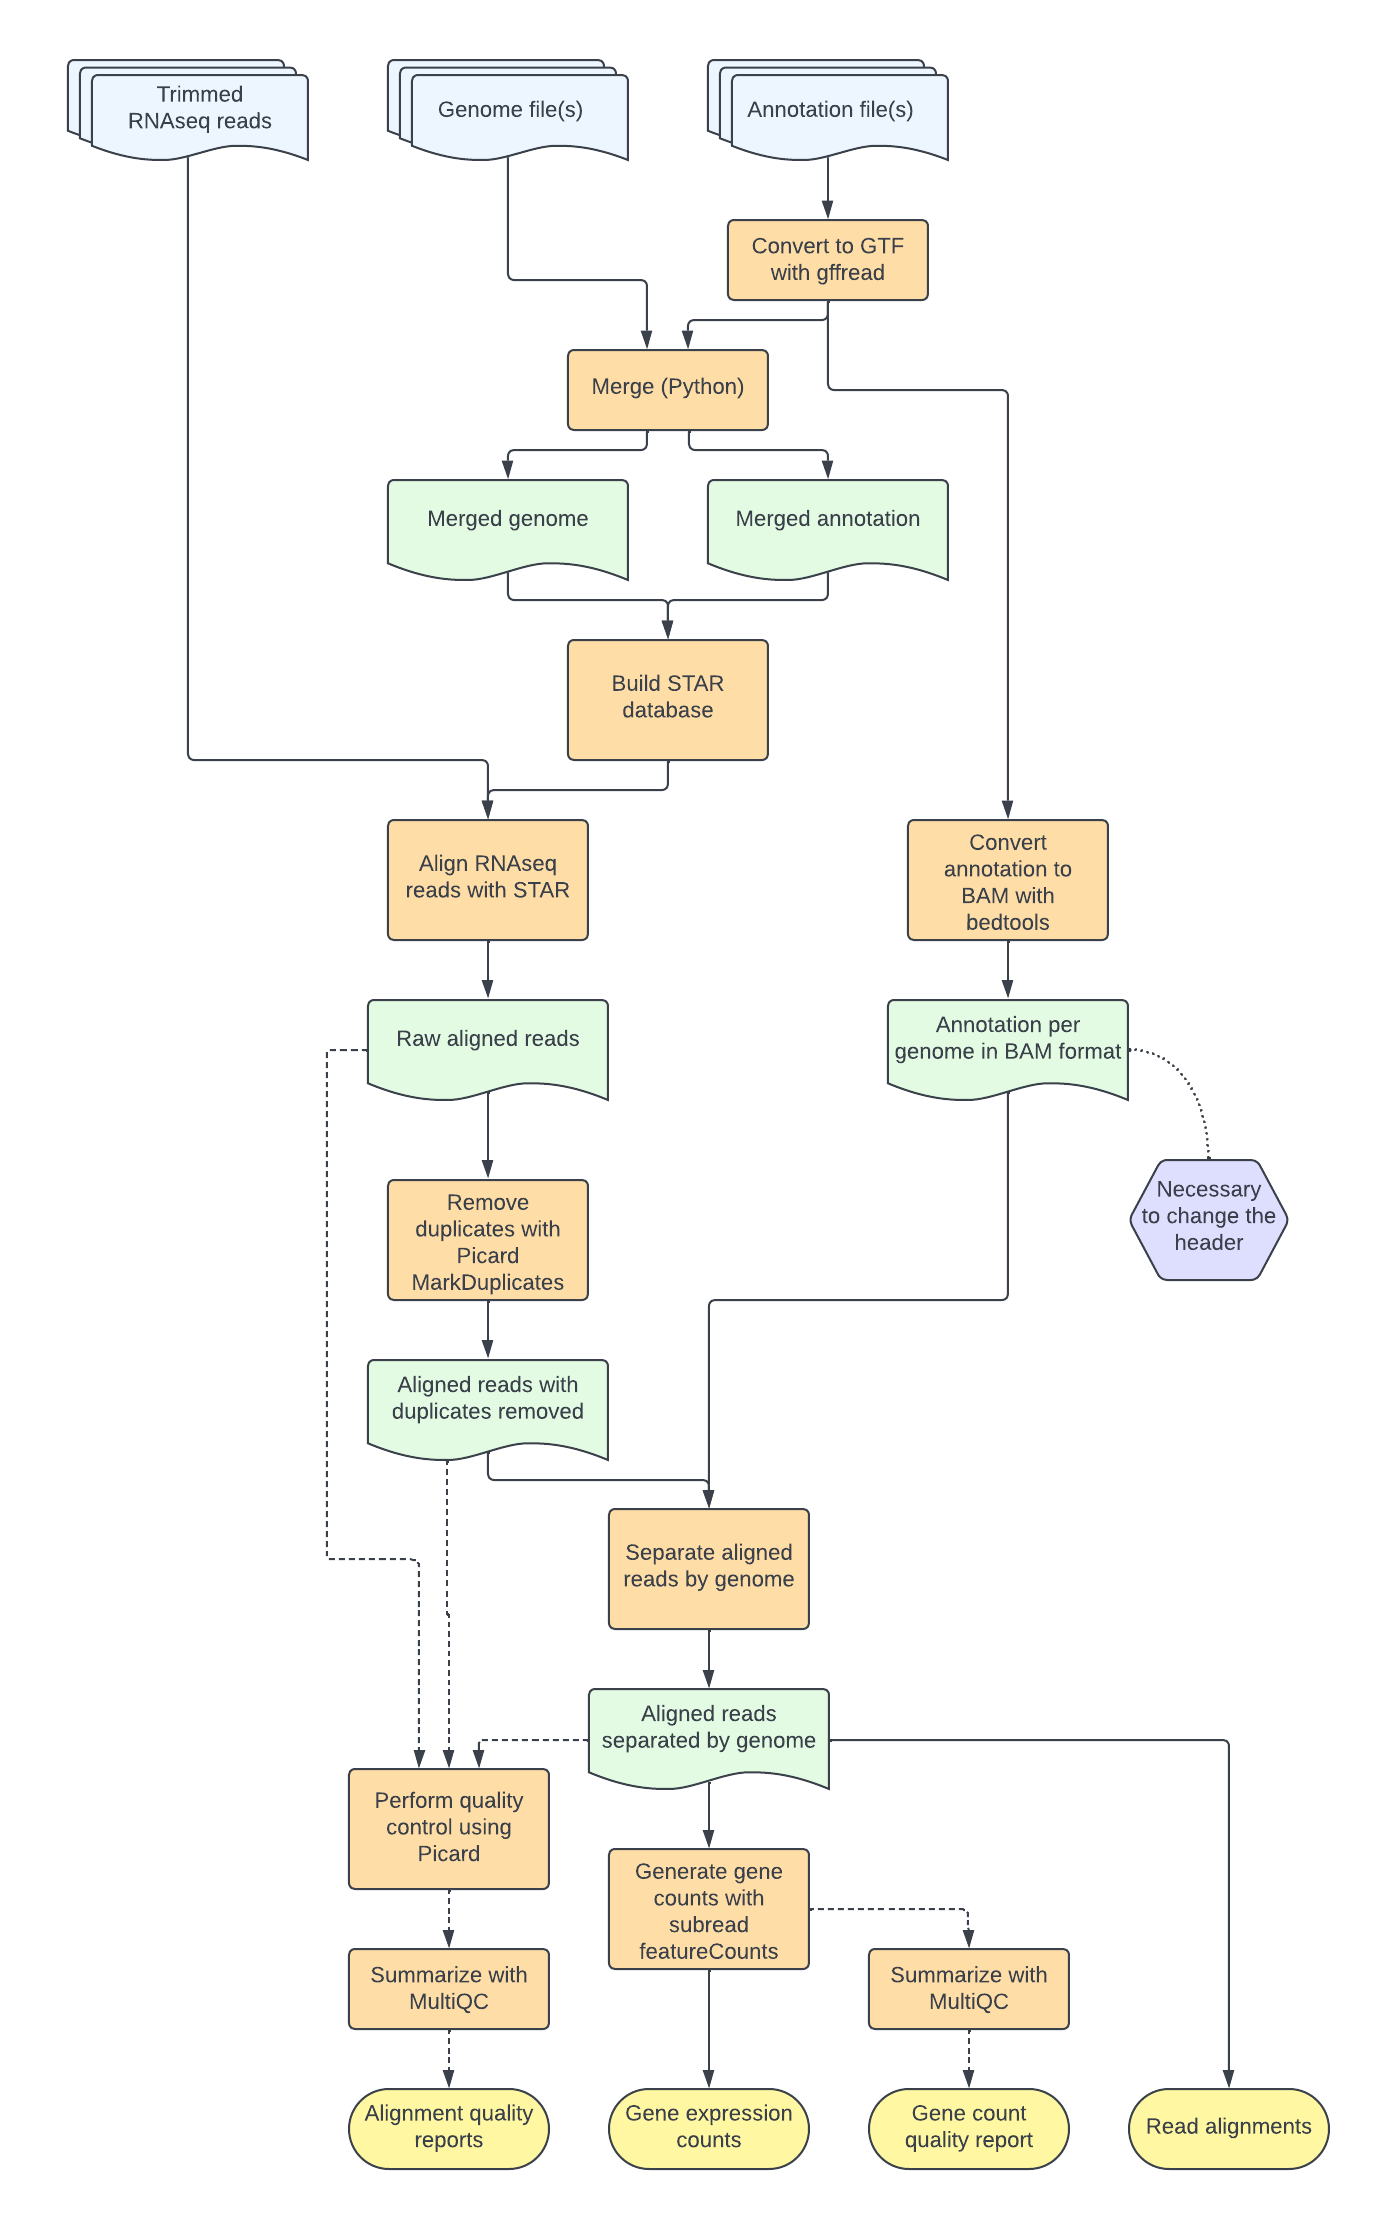 Trimmed
RNAseq reads
Genome file(s)
Annotation file(s)
Convert to GTF
with gffread
Merge (Python)
Merged genome
Merged annotation
Build STAR
database
Align RNAseq
reads with STAR
Convert
annotation to
BAM with
bedtools
Raw aligned reads
Annotation per
genome in BAM format
Necessary
to change the
header
Remove
duplicates with
Picard
MarkDuplicates
Aligned reads with
duplicates removed
Separate aligned
reads by genome
Aligned reads
separated by genome
Perform quality
control using
Picard
Generate gene
counts with
subread
featureCounts
Summarize with
MultiQC
Summarize with
MultiQC
Alignment quality
reports
Gene expression
counts
Gene count
quality report
Read alignments